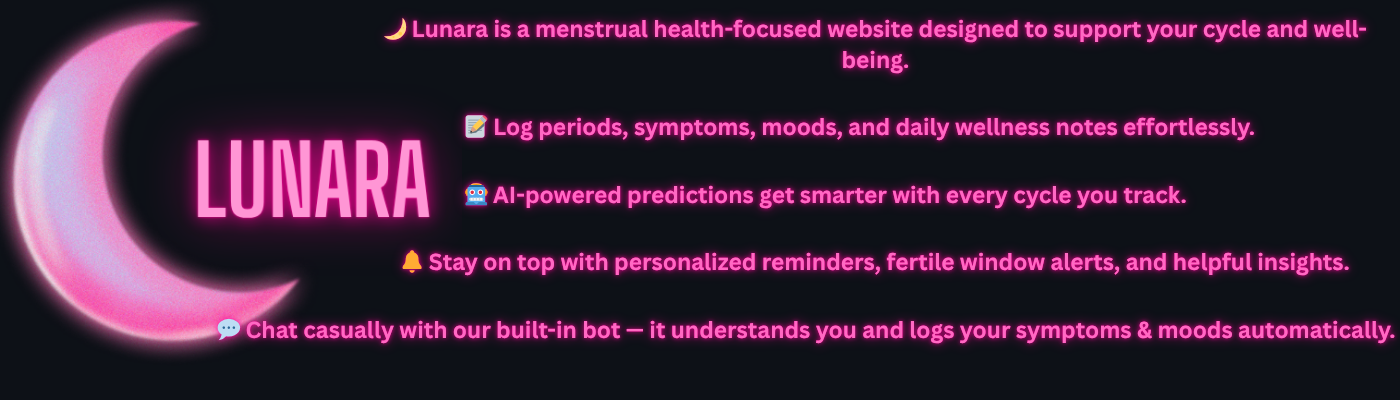 🌙 Lunara is a menstrual health-focused website designed to support your cycle and well-
being.
📝 Log periods, symptoms, moods, and daily wellness notes effortlessly.
LUNARA
🤖 AI-powered predictions get smarter with every cycle you track.
🔔 Stay on top with personalized reminders, fertile window alerts, and helpful insights.
💬 Chat casually with our built-in bot — it understands you and logs your symptoms & moods automatically.